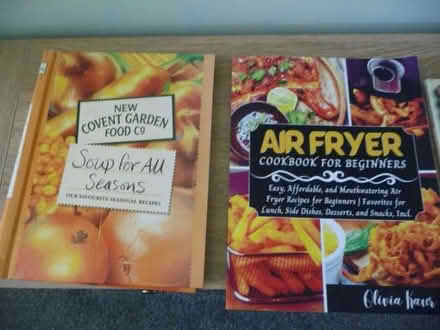 NEW
COVENT GARDEN
FOOD CO
Soup for All
Seasons
OUR FAVOURITE SEASONAL RECIPES
AIR FRYER
COOKBOOK FOR BEGINNERS
Easy, Affordable, and Mouthwatering Air
Fryer Recipes for Beginners | Favorites for
Lunch, Side Dishes, Desserts, and Snacks, Incl.
Olivia